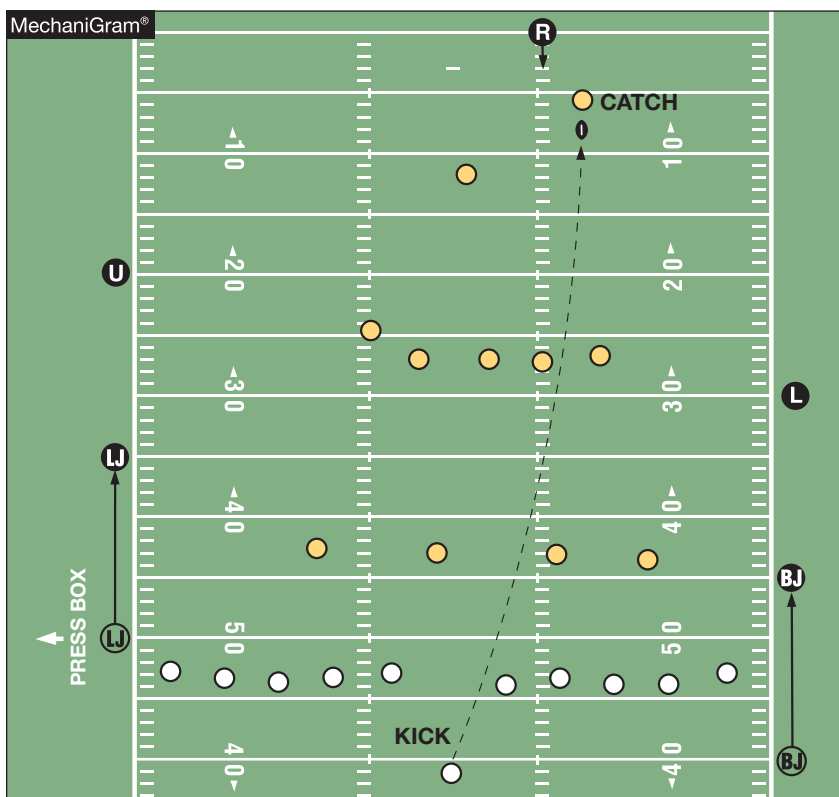 MechaniGram®
R
CATCH
◄10
10►
U
◄20
20►
◄30
30►
L
LJ
◄40
40►
BJ
PRESS BOX
LJ
50
50
KICK
40►
◄40
BJ